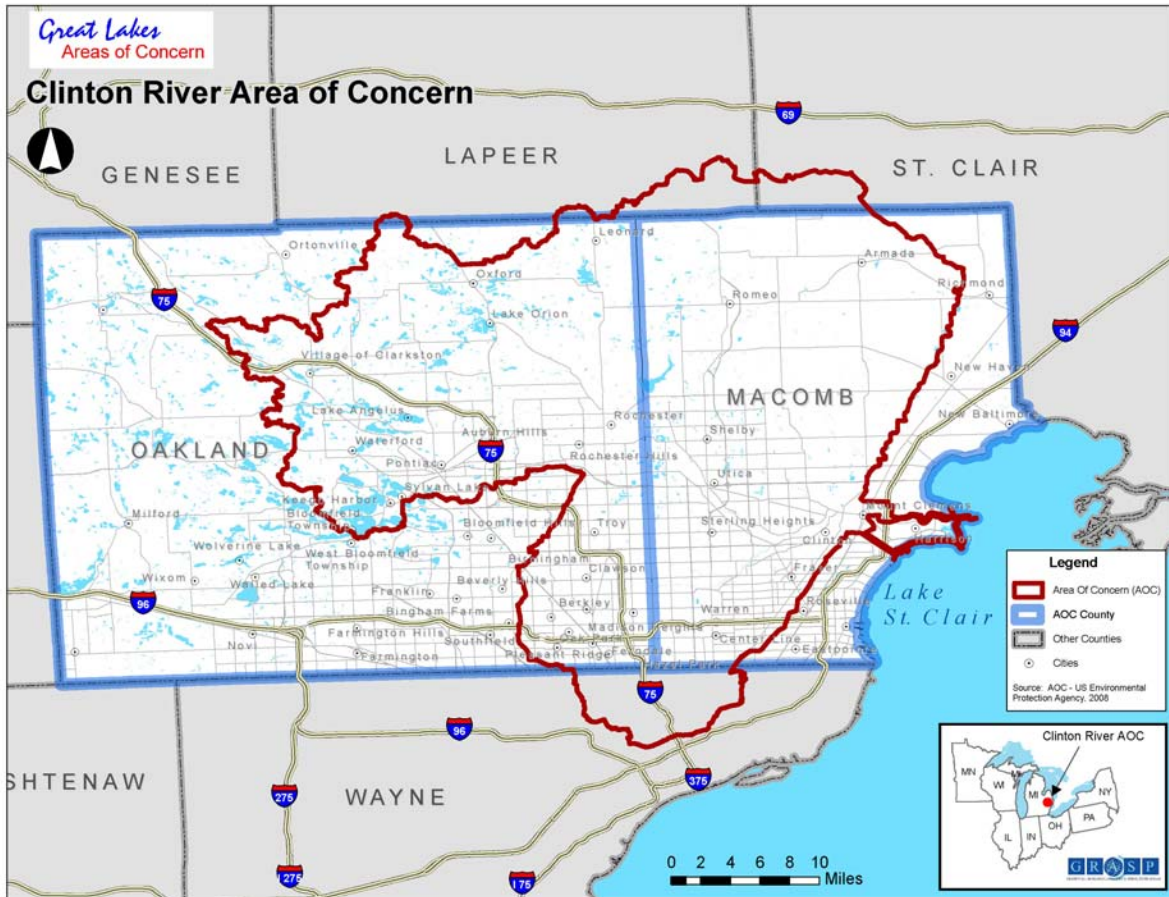 Great Lakes
Areas of Concern
Clinton River Area of Concern
69
LAPEER
ST. CLAIR
GENESEE
Leonard
Ortonville
Armada
Oxford
Richmond
75
Romeo
Lake Orion
94
Village of Clarkston
New Haven
MACOMB
Lake Angelus
Rochester
New Baltimore
Auburn Hills
Shelby
Waterford
OAKLAND
75
Rochester Hills
Pontiac
Utica
Sylvan Lake
Keego Harbor
Mount Clemens
Bloomfield
Township
Milford
Bloomfield Hills
Troy
Sterling Heights
Clinton
Harrison
Wolverine Lake
West Bloomfield
Township
Birmingham
Wixom
Walled Lake
Clawson
Fraser
Beverly Hills
Franklin
Lake
St. Clair
96
Bingham Farms
Berkley
Warren
Roseville
Farmington Hills
Southfield
Madison Heights
Novi
Oak Park
Center Line
Farmington
Pleasant Ridge
Ferndale
Eastpointe
Hazel Park
75
96
SHTENAW
WAYNE
275
375
I 275
I 75
Legend
Area Of Concern (AOC)
AOC County
Other Counties
Cities
Source: AOC - US Environmental
Protection Agency, 2008
Clinton River AOC
MN
WI
MI
MI
NY
PA
IL
IN
OH
GRASP
0 2 4 6 8 10
Miles